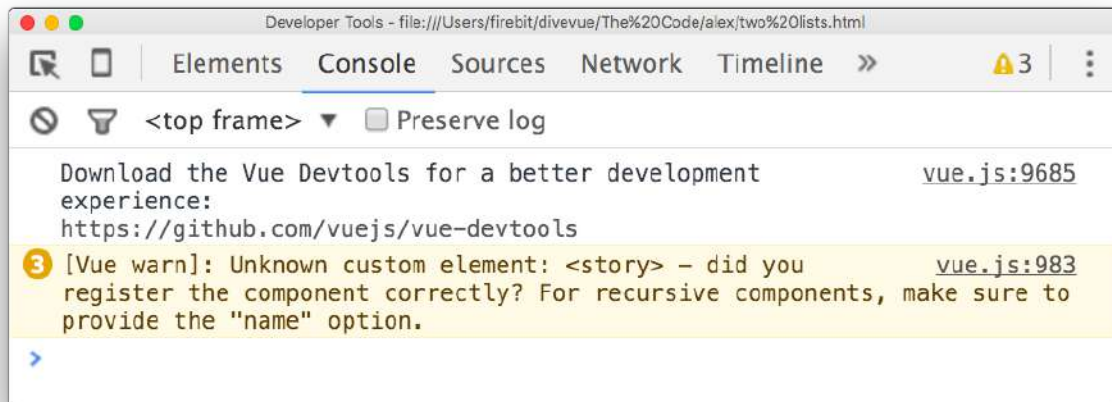 Developer Tools - file:///Users/firebit/divevue/The%20Code/alex/two%20lists.html
Elements Console Sources Network Timeline » 3
<top frame> ▼ Preserve log
Download the Vue Devtools for a better development vue.js:9685
experience:
https://github.com/vuejs/vue-devtools
3 [Vue warn]: Unknown custom element: <story> – did you vue.js:983
register the component correctly? For recursive components, make sure to
provide the "name" option.
>